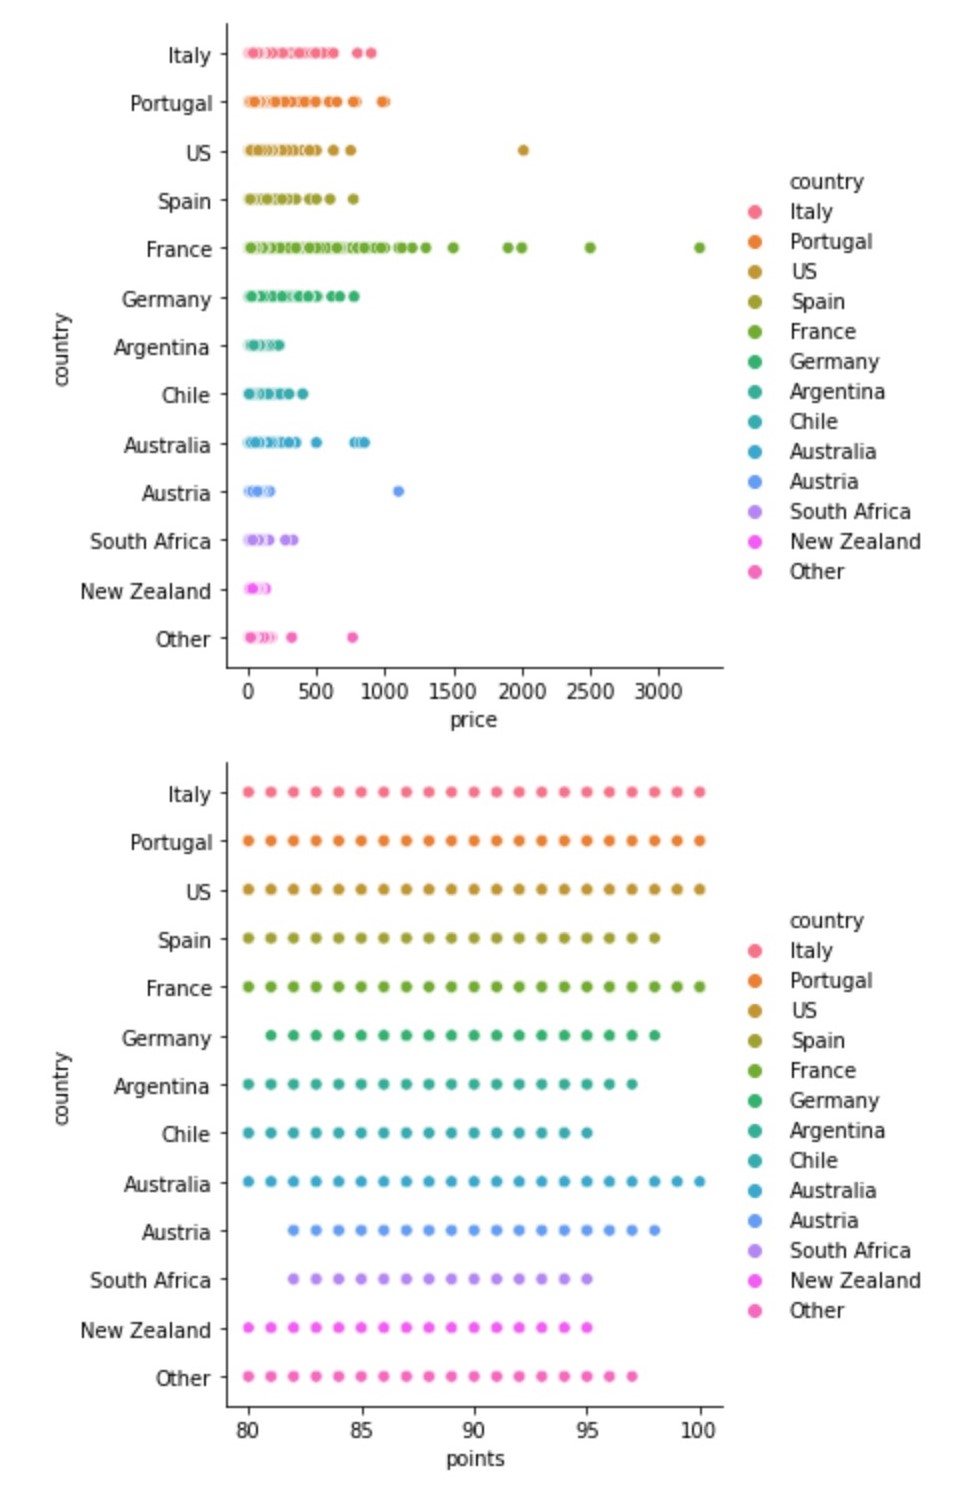 Italy
Portugal
US
Spain
France
Germany
Argentina
Chile
Australia
Austria
South Africa
New Zealand
Other
country
0 500 1000 1500 2000 2500 3000
price
country
Italy
Portugal
US
Spain
France
Germany
Argentina
Chile
Australia
Austria
South Africa
New Zealand
Other
Italy
Portugal
US
Spain
France
Germany
Argentina
Chile
Australia
Austria
South Africa
New Zealand
Other
country
80 85 90 95 100
points
country
Italy
Portugal
US
Spain
France
Germany
Argentina
Chile
Australia
Austria
South Africa
New Zealand
Other